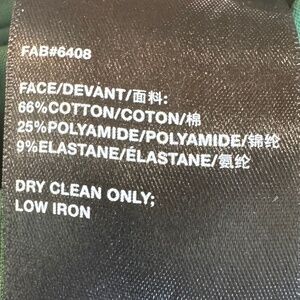 FAB#6408
FACE/DEVANT/面料:
66%COTTON/COTON/棉
25%POLYAMIDE/POLYAMIDE/锦纶
9%ELASTANE/ÉLASTANE/氨纶
DRY CLEAN ONLY;
LOW IRON